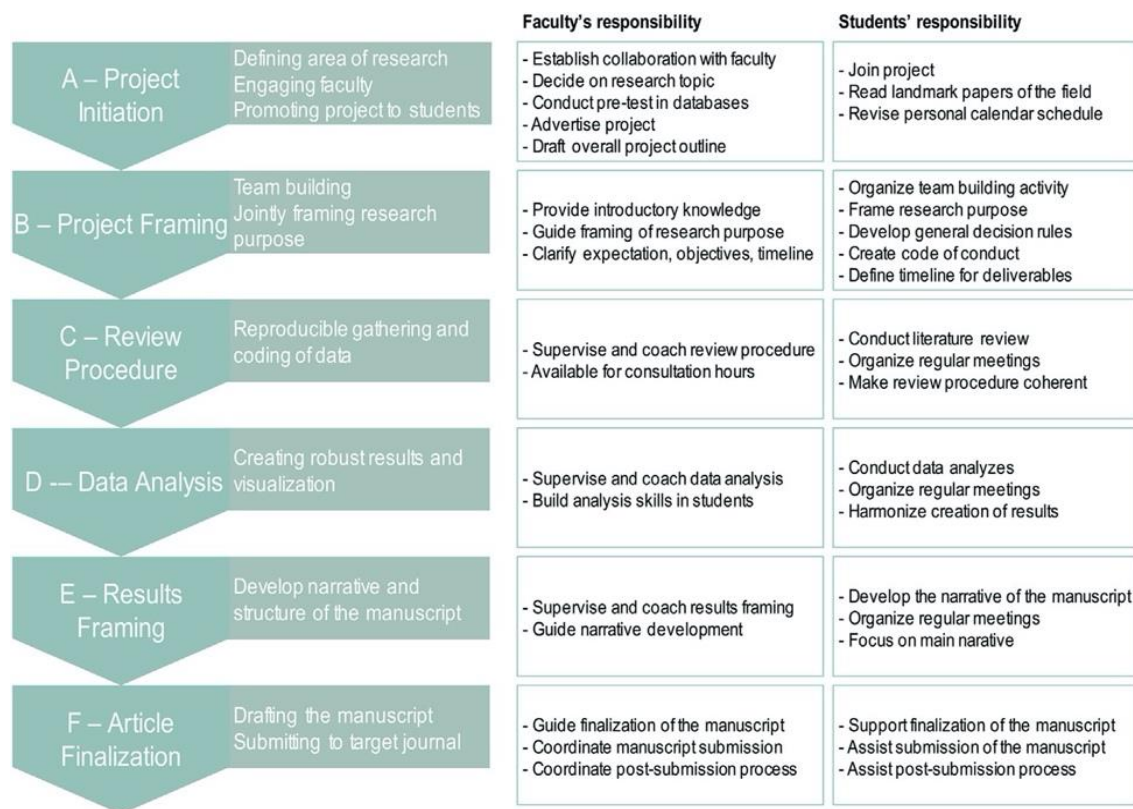 Faculty's responsibility
Students' responsibility
A – Project
Initiation
Defining area of research
Engaging faculty
Promoting project to students
- Establish collaboration with faculty
- Decide on research topic
- Conduct pre-test in databases
- Advertise project
- Draft overall project outline
- Join project
- Read landmark papers of the field
- Revise personal calendar schedule
B – Project Framing
Team building
Jointly framing research
purpose
- Provide introductory knowledge
- Guide framing of research purpose
- Clarify expectation, objectives, timeline
- Organize team building activity
- Frame research purpose
- Develop general decision rules
- Create code of conduct
- Define timeline for deliverables
C – Review
Procedure
Reproducible gathering and
coding of data
- Supervise and coach review procedure
- Available for consultation hours
- Conduct literature review
- Organize regular meetings
- Make review procedure coherent
D -– Data Analysis
Creating robust results and
visualization
- Supervise and coach data analysis
- Build analysis skills in students
- Conduct data analyzes
- Organize regular meetings
- Harmonize creation of results
E – Results
Framing
Develop narrative and
structure of the manuscript
- Supervise and coach results framing
- Guide narrative development
- Develop the narrative of the manuscript
- Organize regular meetings
- Focus on main narative
F – Article
Finalization
Drafting the manuscript
Submitting to target journal
- Guide finalization of the manuscript
- Coordinate manuscript submission
- Coordinate post-submission process
- Support finalization of the manuscript
- Assist submission of the manuscript
- Assist post-submission process